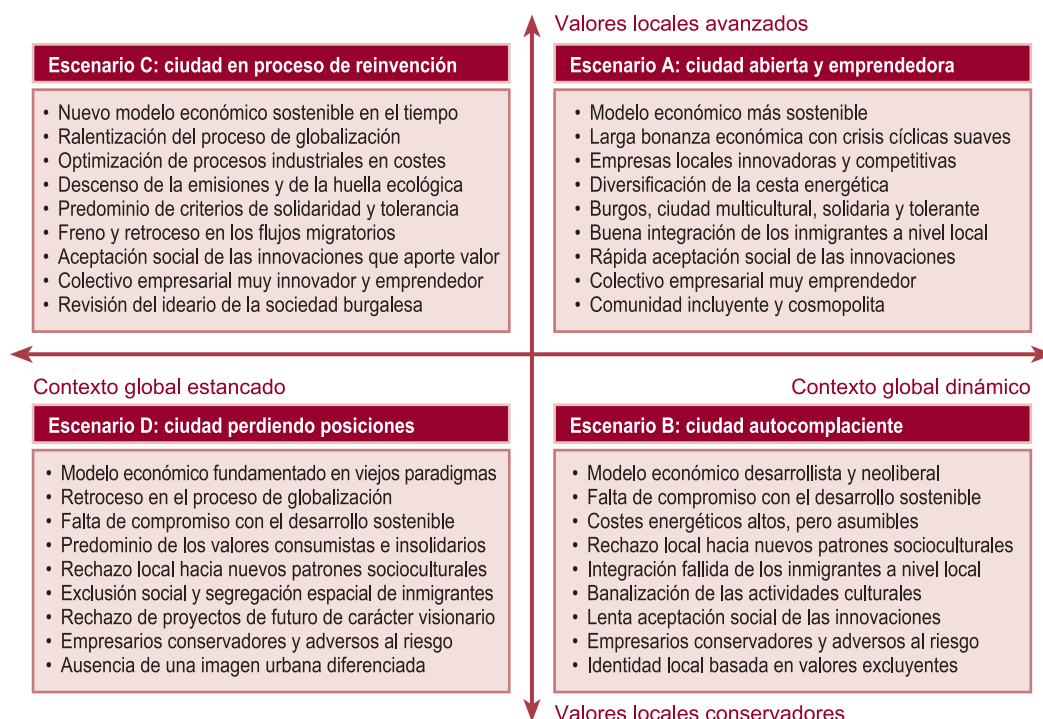 Valores locales avanzados
Escenario C: ciudad en proceso de reinvención
• Nuevo modelo económico sostenible en el tiempo
• Ralentización del proceso de globalización
• Optimización de procesos industriales en costes
• Descenso de la emisiones y de la huella ecológica
• Predominio de criterios de solidaridad y tolerancia
• Freno y retroceso en los flujos migratorios
• Aceptación social de las innovaciones que aporte valor
• Colectivo empresarial muy innovador y emprendedor
• Revisión del ideario de la sociedad burgalesa
Escenario A: ciudad abierta y emprendedora
• Modelo económico más sostenible
• Larga bonanza económica con crisis cíclicas suaves
• Empresas locales innovadoras y competitivas
• Diversificación de la cesta energética
• Burgos, ciudad multicultural, solidaria y tolerante
• Buena integración de los inmigrantes a nivel local
• Rápida aceptación social de las innovaciones
• Colectivo empresarial muy emprendedor
• Comunidad incluyente y cosmopolita
Contexto global estancado
Contexto global dinámico
Escenario D: ciudad perdiendo posiciones
• Modelo económico fundamentado en viejos paradigmas
• Retroceso en el proceso de globalización
• Falta de compromiso con el desarrollo sostenible
• Predominio de los valores consumistas e insolidarios
• Rechazo local hacia nuevos patrones socioculturales
• Exclusión social y segregación espacial de inmigrantes
• Rechazo de proyectos de futuro de carácter visionario
• Empresarios conservadores y adversos al riesgo
• Ausencia de una imagen urbana diferenciada
Escenario B: ciudad autocomplaciente
• Modelo económico desarrollista y neoliberal
• Falta de compromiso con el desarrollo sostenible
• Costes energéticos altos, pero asumibles
• Rechazo local hacia nuevos patrones socioculturales
• Integración fallida de los inmigrantes a nivel local
• Banalización de las actividades culturales
• Lenta aceptación social de las innovaciones
• Empresarios conservadores y adversos al riesgo
• Identidad local basada en valores excluyentes
Valores locales conservadores